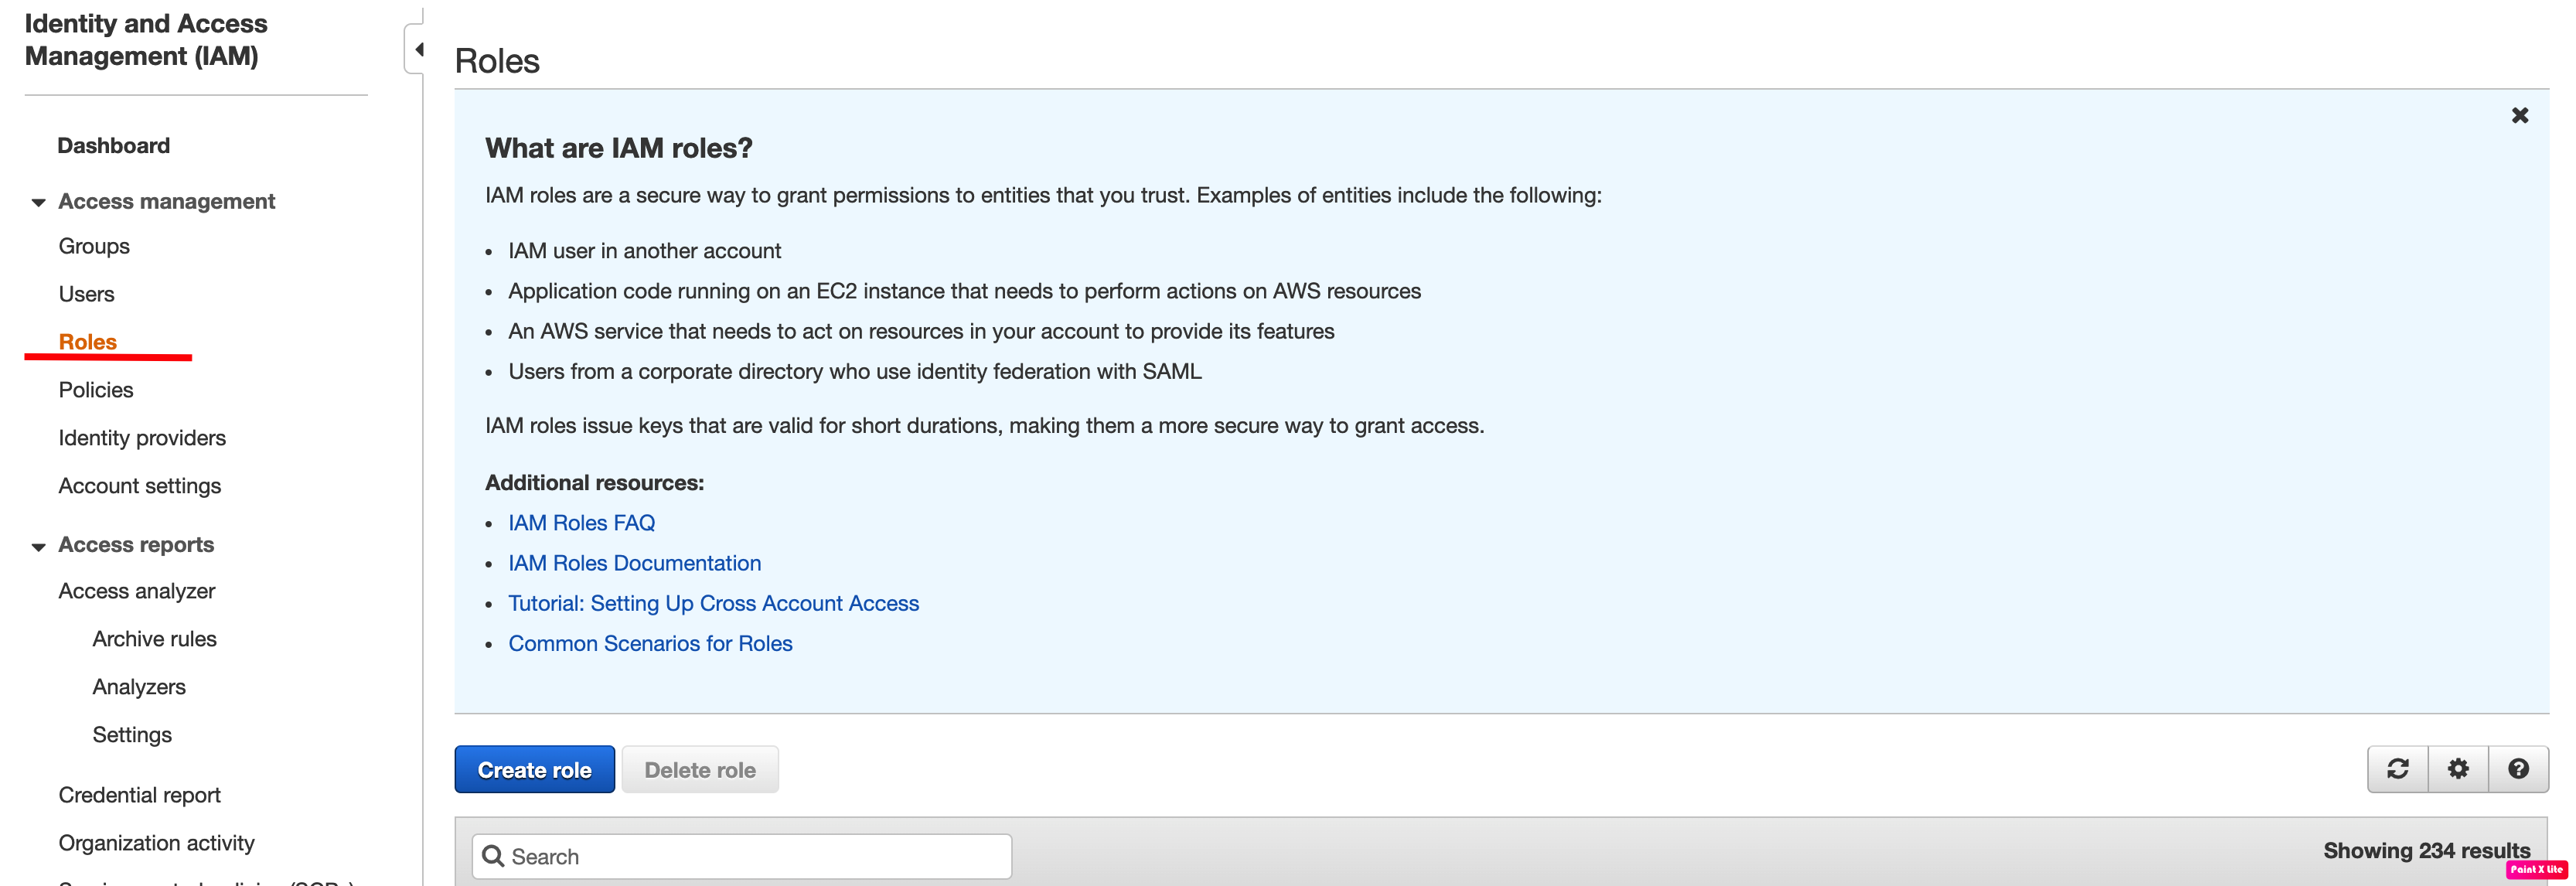 Identity and Access
Management (IAM)
Dashboard
Access management
Groups
Users
Roles
Policies
Identity providers
Account settings
Access reports
Access analyzer
Archive rules
Analyzers
Settings
Credential report
Organization activity
Roles
What are IAM roles?
IAM roles are a secure way to grant permissions to entities that you trust. Examples of entities include the following:
• IAM user in another account
• Application code running on an EC2 instance that needs to perform actions on AWS resources
• An AWS service that needs to act on resources in your account to provide its features
• Users from a corporate directory who use identity federation with SAML
IAM roles issue keys that are valid for short durations, making them a more secure way to grant access.
Additional resources:
• IAM Roles FAQ
• IAM Roles Documentation
• Tutorial: Setting Up Cross Account Access
• Common Scenarios for Roles
Create role Delete role
Search
Showing 234 results
Paint X Lite